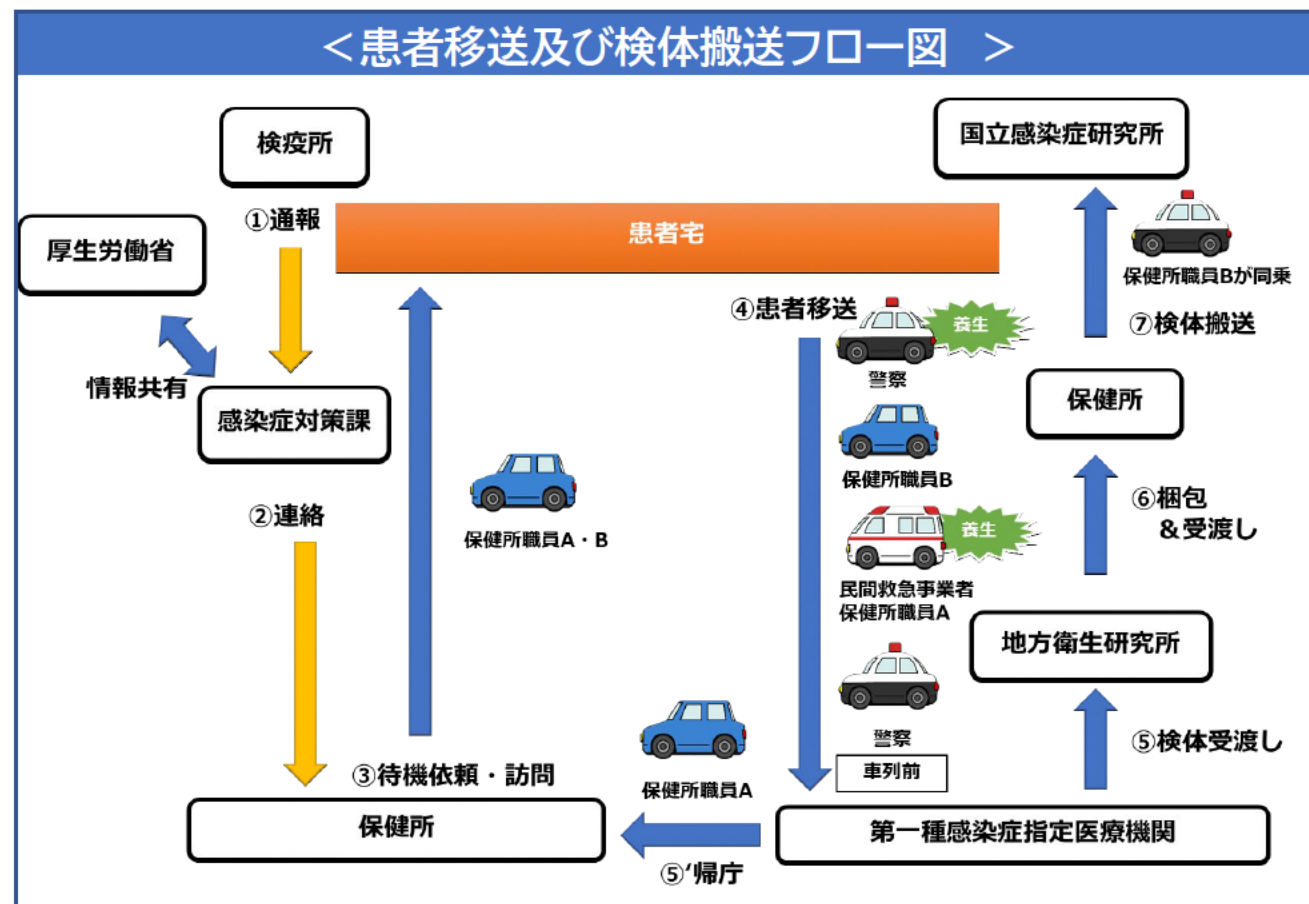 ＜患者移送及び検体搬送フロー図　＞
検疫所
国立感染症研究所
①通報
厚生労働省
患者宅
保健所職員Bが同乗
④患者移送
養生
⑦検体搬送
警察
情報共有
感染症対策課
保健所
保健所職員B
②連絡
保健所職員A・B
⑥梱包
＆受渡し
養生
民間救急事業者
保健所職員A
地方衛生研究所
警察
⑤検体受渡し
車列前
③待機依頼・訪問
保健所職員A
保健所
第一種感染症指定医療機関
⑤‘帰庁